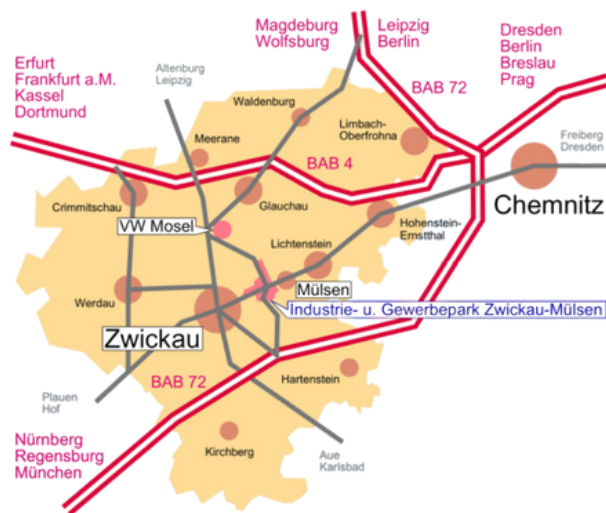 Magdeburg
Wolfsburg
Leipzig
Berlin
Dresden
Berlin
Breslau
Prag
Erfurt
Frankfurt a.M.
Kassel
Dortmund
Altenburg
Leipzig
BAB 72
Waldenburg
Limbach-
Oberfrohna
Freiberg
Dresden
Meerane
BAB 4
Crimmitschau
Glauchau
Chemnitz
VW Mosel
Hohenstein-
Ernstthal
Lichtenstein
Mülsen
Werdau
Industrie- u. Gewerbepark Zwickau-Mülsen
Zwickau
BAB 72
Hartenstein
Plauen
Hof
Nürnberg
Regensburg
München
Kirchberg
Aue
Karlsbad